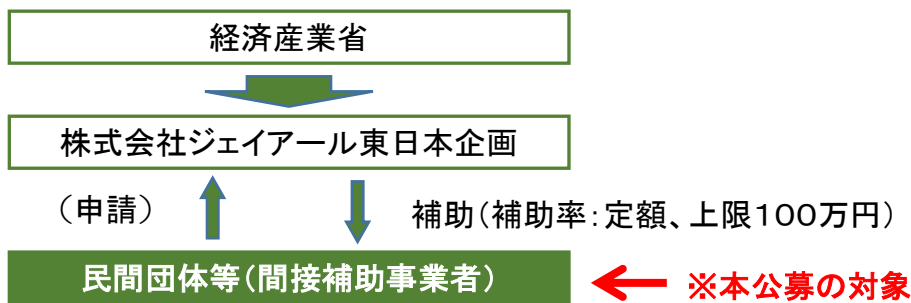 経済産業省
株式会社ジェイアール東日本企画
（申請）
補助（補助率：定額、上限１００万円）
民間団体等（間接補助事業者）
※本公募の対象